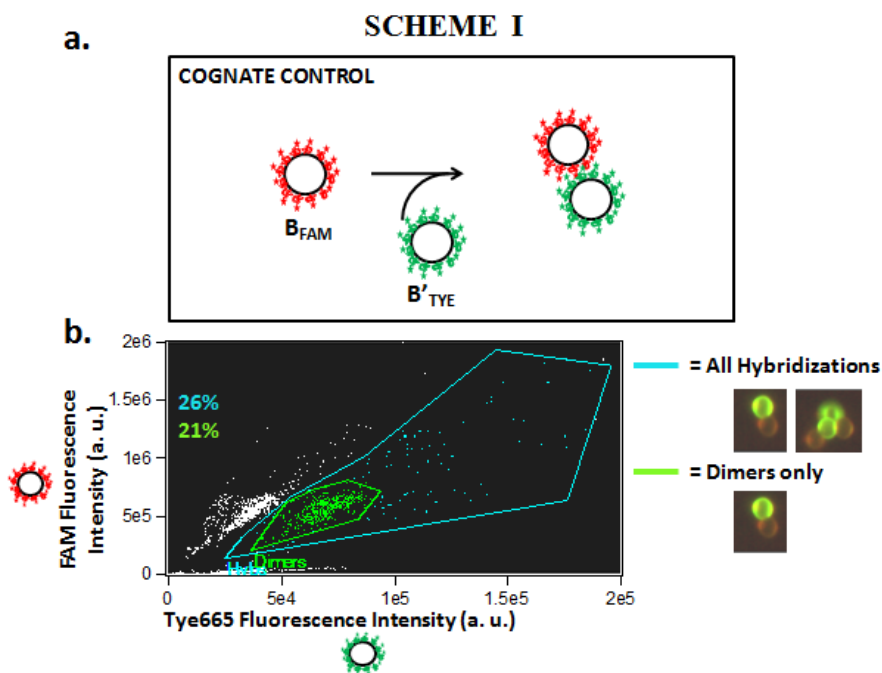 SCHEME I
a.
COGNATE CONTROL
BFAM
B'TYE
b.
2e6
1.5e6
1e6
5e5
0
26%
21%
FAM Fluorescence
Intensity (a. u.)
Dimers
0
5e4
1e5
1.5e5
2e5
Tye665 Fluorescence Intensity (a. u.)
= All Hybridizations
= Dimers only